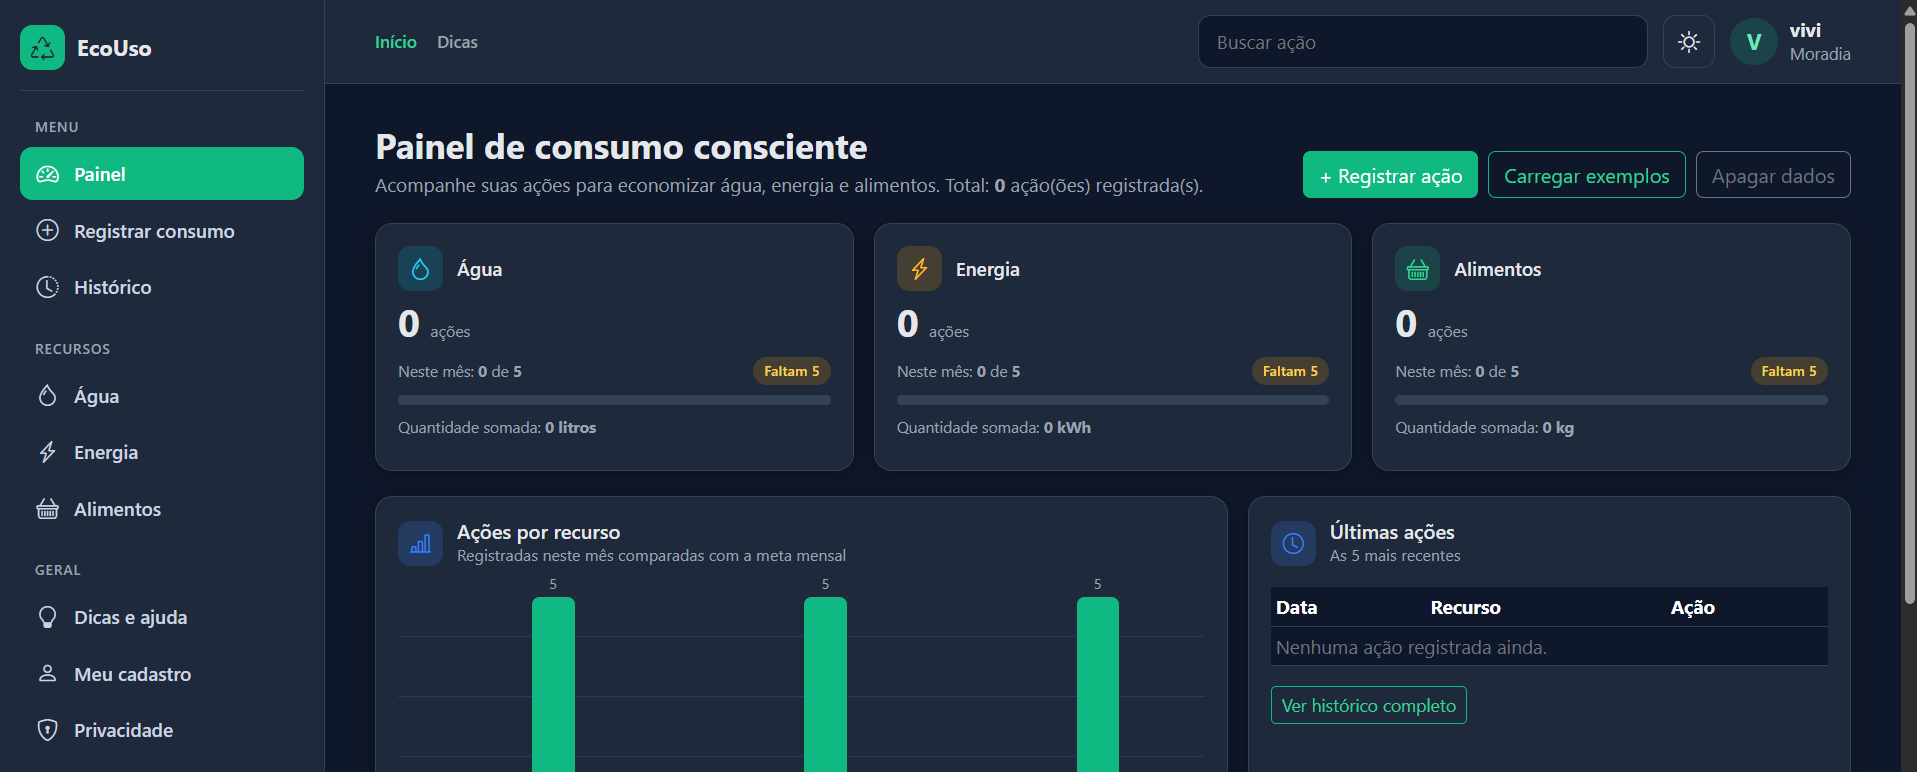 EcoUso
MENU
Painel
Registrar consumo
Histórico
RECURSOS
Água
Energia
Alimentos
GERAL
Dicas e ajuda
Meu cadastro
Privacidade
Início Dicas
Buscar ação
V
vivi
Moradia
Painel de consumo consciente
Acompanhe suas ações para economizar água, energia e alimentos. Total: 0 ação(ões) registrada(s).
+ Registrar ação
Carregar exemplos
Apagar dados
Água
0 ações
Neste mês: 0 de 5
Faltam 5
Quantidade somada: 0 litros
Energia
0 ações
Neste mês: 0 de 5
Faltam 5
Quantidade somada: 0 kWh
Alimentos
0 ações
Neste mês: 0 de 5
Faltam 5
Quantidade somada: 0 kg
Ações por recurso
Registradas neste mês comparadas com a meta mensal
5 5 5
Últimas ações
As 5 mais recentes
Data Recurso Ação
Nenhuma ação registrada ainda.
Ver histórico completo